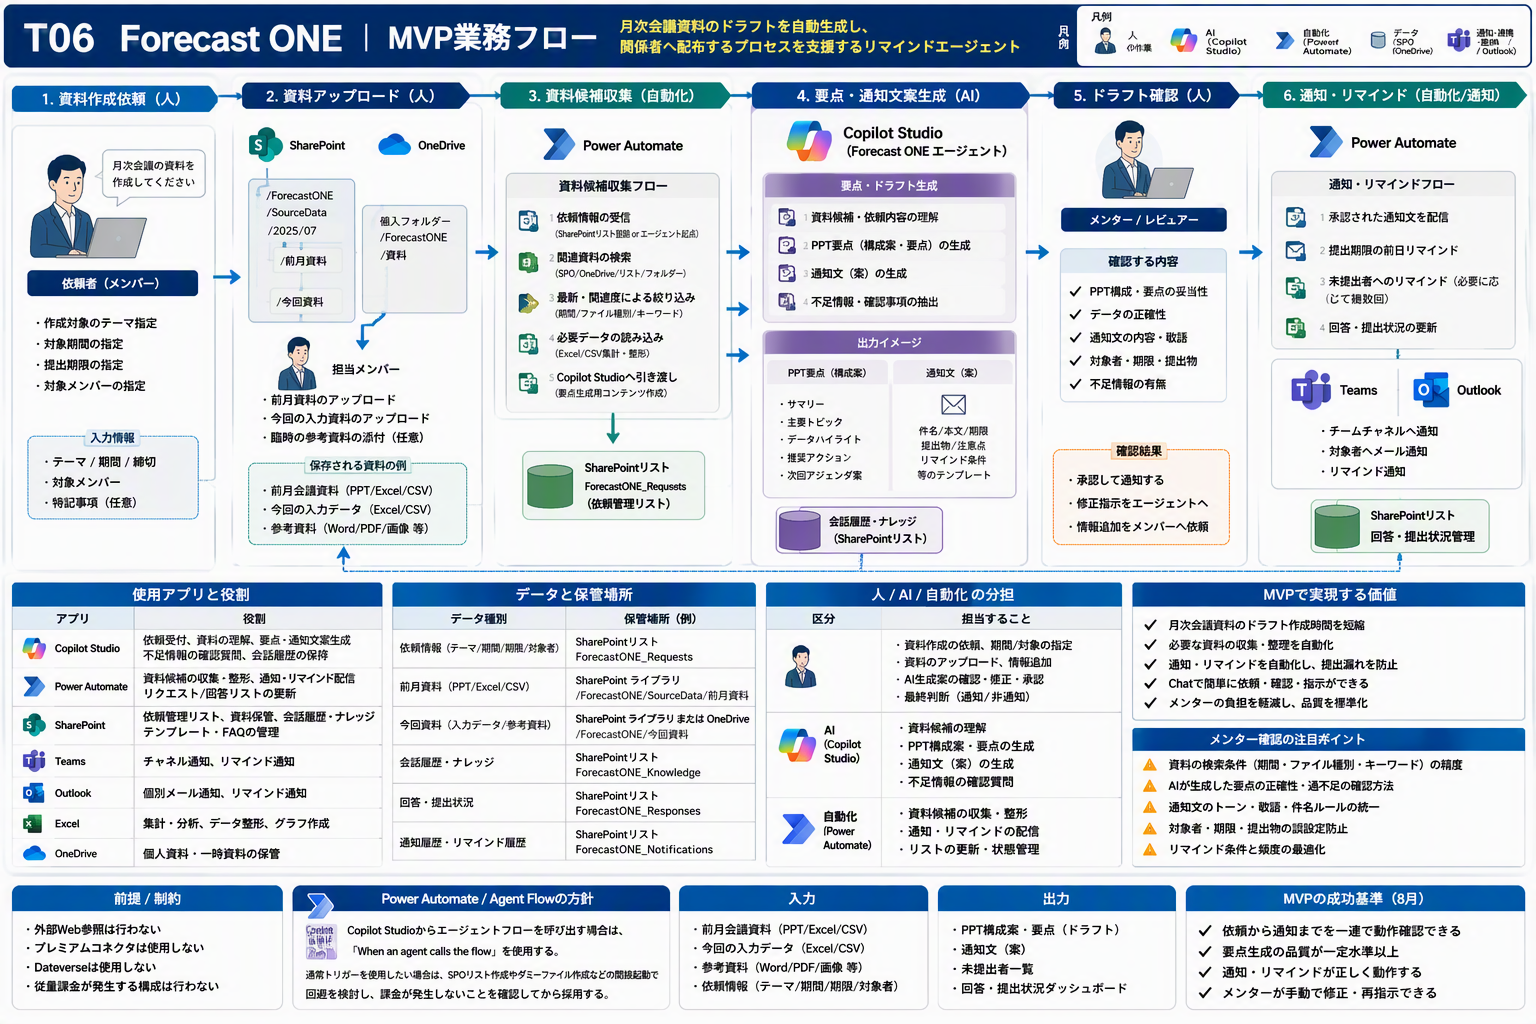 T06 Forecast ONE | MVP業務フロー
月次会議資料のドラフトを自動生成し、
関係者へ配布するプロセスを支援するリマインドエージェント
凡例
凡例
人
AI
(Copilot
Studio)
自動化
Automate)
データ
(SPO
(OneDrive)
/ Outlook)
1. 資料作成依頼（人）
月次会議の資料を
作成してください
依頼者（メンバー）
・作成対象のテーマ指定
・対象期間の指定
・提出期限の指定
・対象メンバーの指定
入力情報
・テーマ / 期間 / 締切
・対象メンバー
・特記事項（任意）
2. 資料アップロード（人）
SharePoint
OneDrive
/ForecastONE
/SourceData
/2025/07
/前月資料
/今回資料
個人フォルダー
/ForecastONE
/資料
担当メンバー
・前月資料のアップロード
・今回の入力資料のアップロード
・臨時の参考資料の添付（任意）
保存される資料の例
・前月会議資料（PPT/Excel/CSV）
・今回の入力データ（Excel/CSV）
・参考資料（Word/PDF/画像 等）
3. 資料候補収集（自動化）
Power Automate
資料候補収集フロー
1 依頼情報の受信
2 関連資料の検索
(SPO/OneDrive/リスト/フォルダー)
3 最新・関連度による絞り込み
(期間/ファイル種別/キーワード)
4 必要データの読み込み
(Excel/CSV集計・整形)
5 Copilot Studioへ引き渡し
(要点生成用コンテンツ作成)
SharePointリスト
ForecastONE_Requsets
（依頼管理リスト）
4. 要点・通知文案生成（AI）
Copilot Studio
（Forecast ONE エージェント）
要点・ドラフト生成
1 資料候補・依頼内容の理解
2 PPT要点（構成案・要点）の生成
3 通知文（案）の生成
4 不足情報・確認事項の抽出
出力イメージ
PPT要点（構成案）
・サマリー
・主要トピック
・データハイライト
・推奨アクション
・次回アジェンダ案
通知文（案）
件名/本文/期限
提出物/注意点
リマインド条件
等のテンプレート
会話履歴・ナレッジ
（SharePointリスト）
5. ドラフト確認（人）
メンター / レビュアー
確認する内容
✓ PPT構成・要点の妥当性
✓ データの正確性
✓ 通知文の内容・敬語
✓ 対象者・期限・提出物
✓ 不足情報の有無
確認結果
・承認して通知する
・修正指示をエージェントへ
・情報追加をメンバーへ依頼
6. 通知・リマインド（自動化/通知）
Power Automate
通知・リマインドフロー
1 承認された通知文を配信
2 提出期限の前日リマインド
3 未提出者へのリマインド（必要に応
4 回答・提出状況の更新
Teams
Outlook
・チームチャネルへ通知
・対象者へメール通知
・リマインド通知
SharePointリスト
回答・提出状況管理
使用アプリと役割
アプリ 役割
Copilot Studio 依頼受付、資料の理解、要点・通知文案生成
不足情報の確認質問、会話履歴の保持
Power Automate 資料候補の収集・整形、通知・リマインド配信
リクエスト/回答リストの更新
SharePoint 依頼管理リスト、資料保管、会話履歴・ナレッジ
テンプレート・FAQの管理
Teams チャネル通知、リマインド通知
Outlook 個別メール通知、リマインド通知
Excel 集計・分析、データ整形、グラフ作成
OneDrive 個人資料・一時資料の保管
データと保管場所
データ種別 保管場所（例）
依頼情報（テーマ/期間/期限/対象者） SharePointリスト
ForecastONE_Requests
前月資料（PPT/Excel/CSV） SharePoint ライブラリ
/ForecastONE/SourceData/前月資料
今回資料（入力データ/参考資料） SharePoint ライブラリ または OneDrive
/ForecastONE/今回資料
会話履歴・ナレッジ SharePointリスト
ForecastONE_Knowledge
回答・提出状況 SharePointリスト
ForecastONE_Responses
通知履歴・リマインド履歴 SharePointリスト
ForecastONE_Notifications
人 / AI / 自動化 の分担
区分 担当すること
・資料作成の依頼、期間/対象の指定
・資料のアップロード、情報追加
・AI生成案の確認・修正・承認
・最終判断（通知/非通知）
AI
(Copilot
Studio)
・資料候補の理解
・PPT構成案・要点の生成
・通知文（案）の生成
・不足情報の確認質問
自動化
(Power
Automate)
・資料候補の収集・整形
・通知・リマインドの配信
・リストの更新・状態管理
MVPで実現する価値
✓ 月次会議資料のドラフト作成時間を短縮
✓ 必要な資料の収集・整理を自動化
✓ 通知・リマインドを自動化し、提出漏れを防止
✓ Chatで簡単に依頼・確認・指示ができる
✓ メンターの負担を軽減し、品質を標準化
メンター確認の注目ポイント
資料の検索条件（期間・ファイル種別・キーワード）の精度
AIが生成した要点の正確性・過不足の確認方法
通知文のトーン・敬語・件名ルールの統一
対象者・期限・提出物の誤設定防止
リマインド条件と頻度の最適化
前提 / 制約
・外部Web参照は行わない
・プレミアムコネクタは使用しない
・Dateverseは使用しない
・従量課金が発生する構成は行わない
Power Automate / Agent Flowの方針
Copilot Studioからエージェントフローを呼び出す場合は、
「When an agent calls the flow」を使用する。
通常トリガーを使用したい場合は、SPOリスト作成やダミーファイル作成などの間接起動で
回避を検討し、課金が発生しないことを確認してから採用する。
入力
・前月会議資料（PPT/Excel/CSV）
・今回の入力データ（Excel/CSV）
・参考資料（Word/PDF/画像 等）
・依頼情報（テーマ/期間/期限/対象者）
出力
・PPT構成案・要点（ドラフト）
・通知文（案）
・未提出者一覧
・回答・提出状況ダッシュボード
MVPの成功基準（8月）
✓ 依頼から通知までを一連で動作確認できる
✓ 要点生成の品質が一定水準以上
✓ 通知・リマインドが正しく動作する
✓ メンターが手動で修正・再指示できる